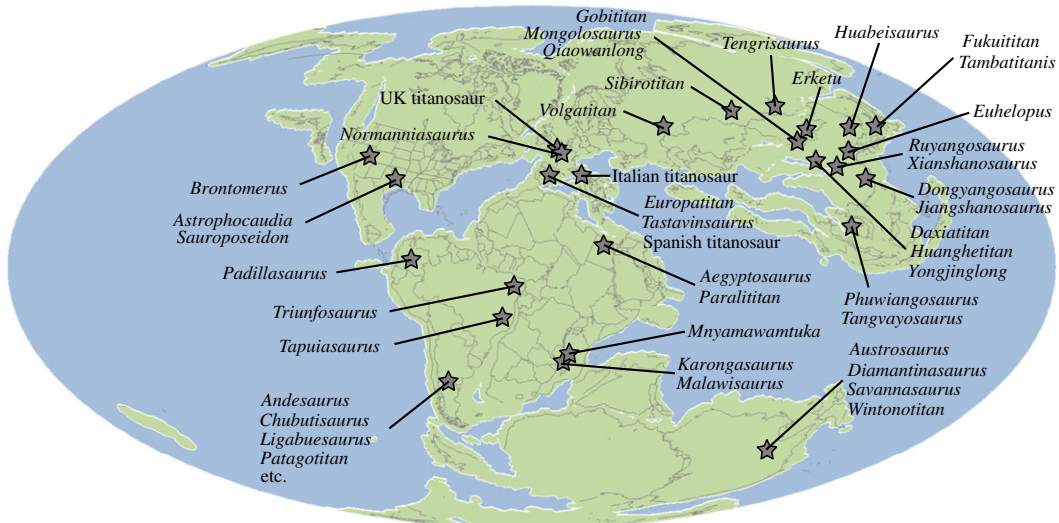 Gobititan
Mongolosaurus
Qiaowanlong
Tengrisaurus
Huabeisaurus
Fukuititan
Tambatitanis
Sibirotitan
Erketu
UK titanosaur
Volgatitan
Euhelopus
Normanniasaurus
Ruyangosaurus
Xianshanosaurus
Brontomerus
Italian titanosaur
Dongyangosaurus
Jiangshanosaurus
Astrophocaudia
Sauroposeidon
Europatitan
Tastavinsaurus
Spanish titanosaur
Daxiatitan
Huanghetitan
Yongjinglong
Padillasaurus
Aegyptosaurus
Paralititan
Phuwiangosaurus
Tangvayosaurus
Triunfosaurus
Tapuiasaurus
Mnyamawamtuka
Karongasaurus
Malawisaurus
Austrosaurus
Diamantinasaurus
Savannasaurus
Wintonotitan
Andesaurus
Chubutisaurus
Ligabuesaurus
Patagotitan
etc.